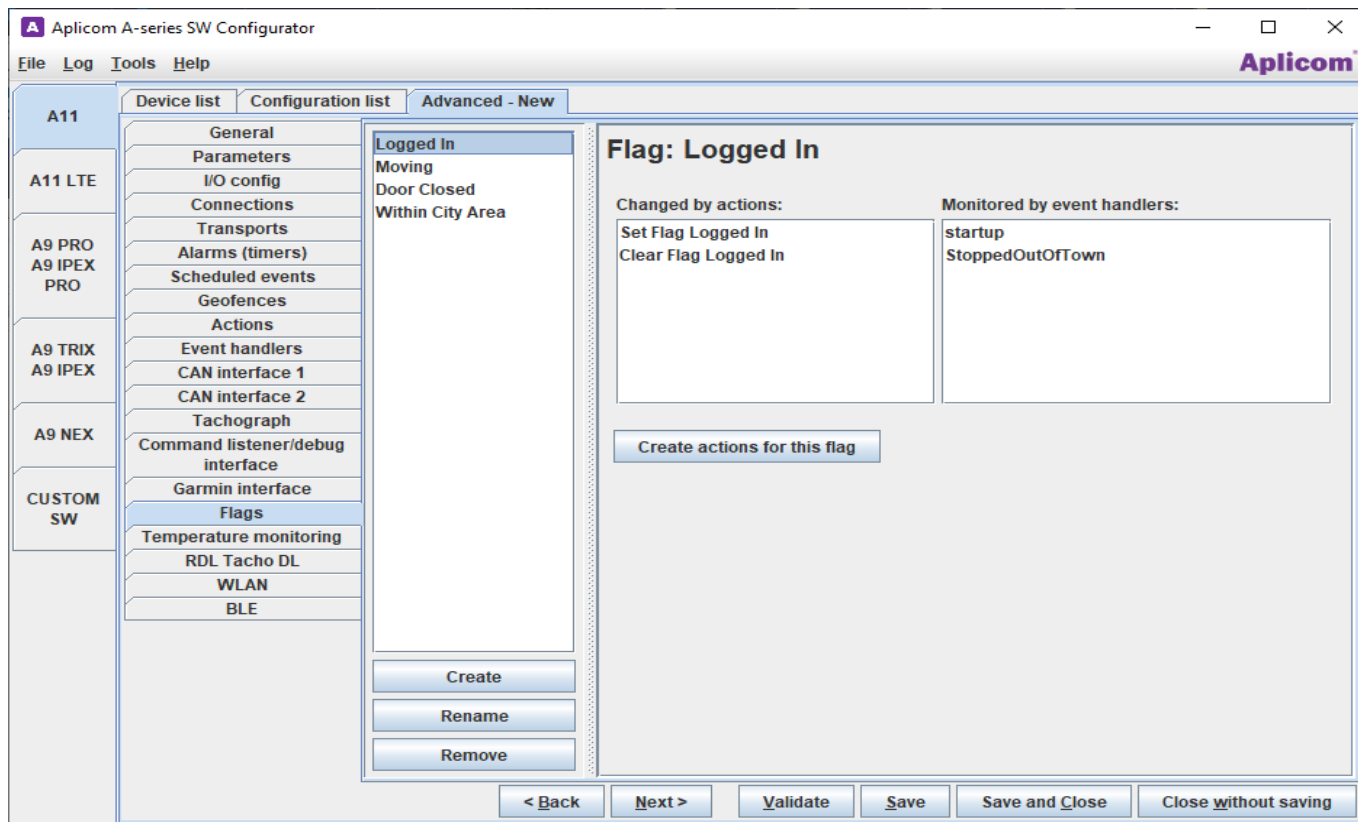 A Aplicom A-series SW Configurator
File Log Tools Help
Aplicom
A11
A11 LTE
A9 PRO
A9 IPEX
PRO
A9 TRIX
A9 IPEX
A9 NEX
CUSTOM
SW
Device list Configuration list Advanced - New
General
Parameters
I/O config
Connections
Transports
Alarms (timers)
Scheduled events
Geofences
Actions
Event handlers
CAN interface 1
CAN interface 2
Tachograph
Command listener/debug
interface
Garmin interface
Flags
Temperature monitoring
RDL Tacho DL
WLAN
BLE
Logged In
Moving
Door Closed
Within City Area
Create
Rename
Remove
Flag: Logged In
Changed by actions:
Set Flag Logged In
Clear Flag Logged In
Monitored by event handlers:
startup
StoppedOutOfTown
Create actions for this flag
< Back Next > Validate Save Save and Close Close without saving